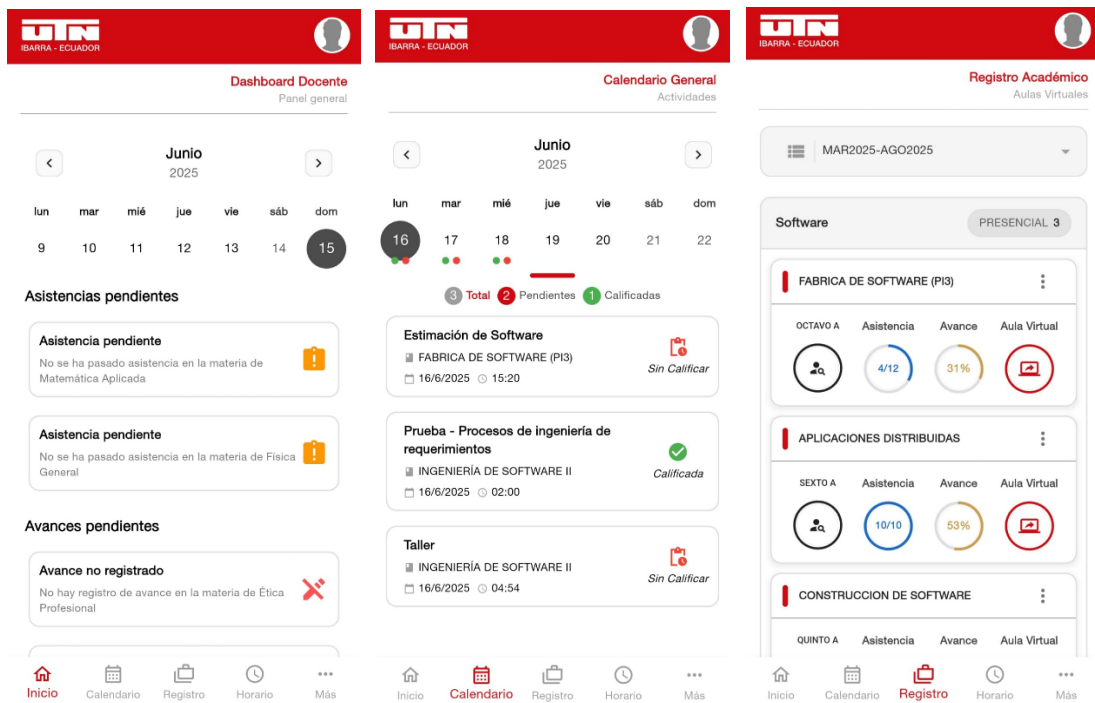 UTN
IBARRA - ECUADOR
Dashboard Docente
Panel general
Junio
2025
lun mar mié jue vie sáb dom
9 10 11 12 13 14 15
Asistencias pendientes
Asistencia pendiente
No se ha pasado asistencia en la materia de
Matemática Aplicada
Asistencia pendiente
No se ha pasado asistencia en la materia de Física
General
Avances pendientes
Avance no registrado
No hay registro de avance en la materia de Ética
Profesional
Inicio Calendario Registro Horario Más
UTN
IBARRA - ECUADOR
Calendario General
Actividades
Junio
2025
lun mar mié jue vie sáb dom
16 17 18 19 20 21 22
3 Total 2 Pendientes 1 Calificadas
Estimación de Software
FABRICA DE SOFTWARE (PI3)
16/6/2025 15:20
Sin Calificar
Prueba - Procesos de ingeniería de
requerimientos
INGENIERÍA DE SOFTWARE II
16/6/2025 02:00
Calificada
Taller
INGENIERÍA DE SOFTWARE II
16/6/2025 04:54
Sin Calificar
Inicio Calendario Registro Horario Más
UTN
IBARRA - ECUADOR
Registro Académico
Aulas Virtuales
MAR2025-AGO2025
Software PRESENCIAL 3
FABRICA DE SOFTWARE (PI3)
OCTAVO A Asistencia Avance Aula Virtual
4/12 31%
APLICACIONES DISTRIBUIDAS
SEXTO A Asistencia Avance Aula Virtual
10/10 53%
CONSTRUCCION DE SOFTWARE
QUINTO A Asistencia Avance Aula Virtual
Inicio Calendario Registro Horario Más